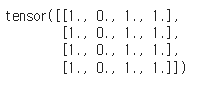 tensor([[1., 0., 1., 1.],
        [1., 0., 1., 1.],
        [1., 0., 1., 1.],
        [1., 0., 1., 1.]])